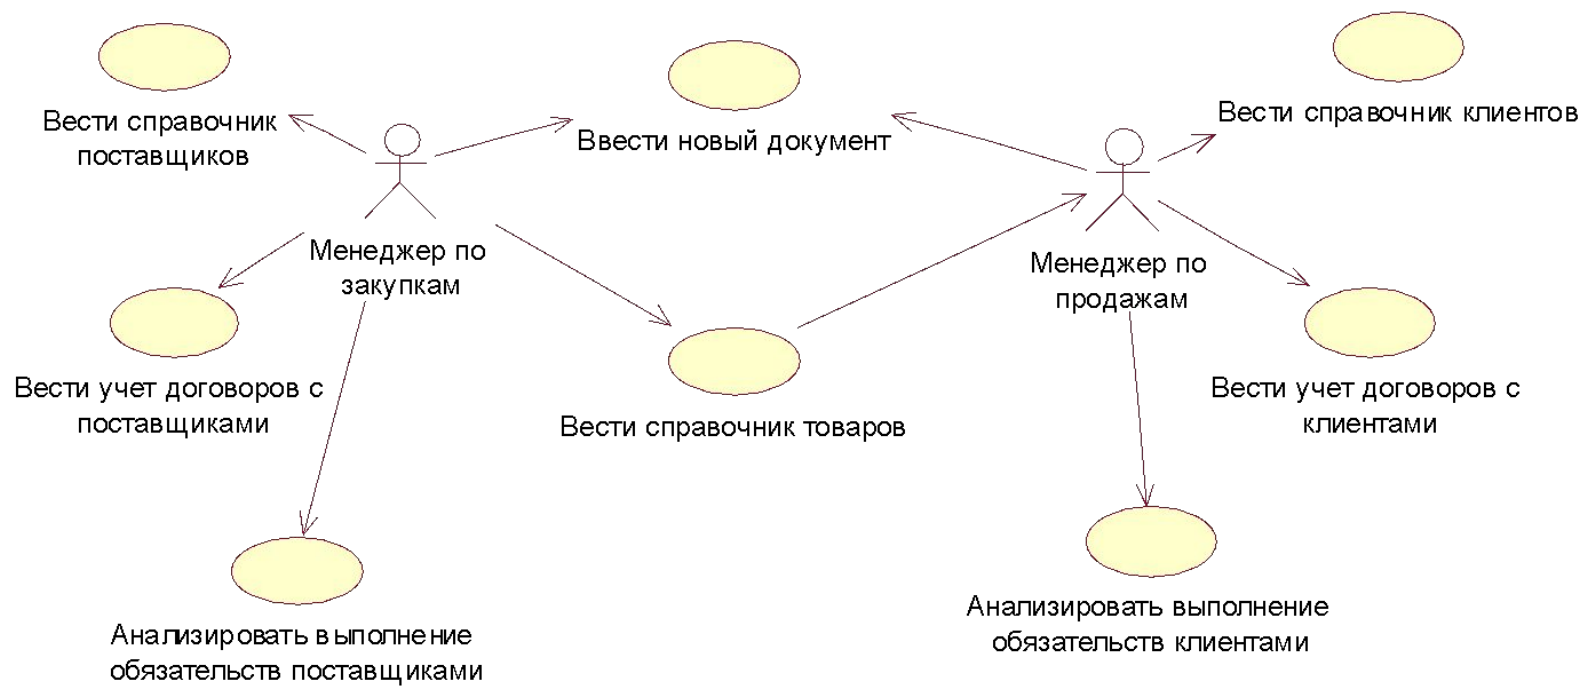 Вести справочник
поставщиков
Ввести новый документ
Вести справочник клиентов
Менеджер по
закупкам
Менеджер по
продажам
Вести учет договоров с
поставщиками
Вести справочник товаров
Вести учет договоров с
клиентами
Анализировать выполнение
обязательств поставщиками
Анализировать выполнение
обязательств клиентами